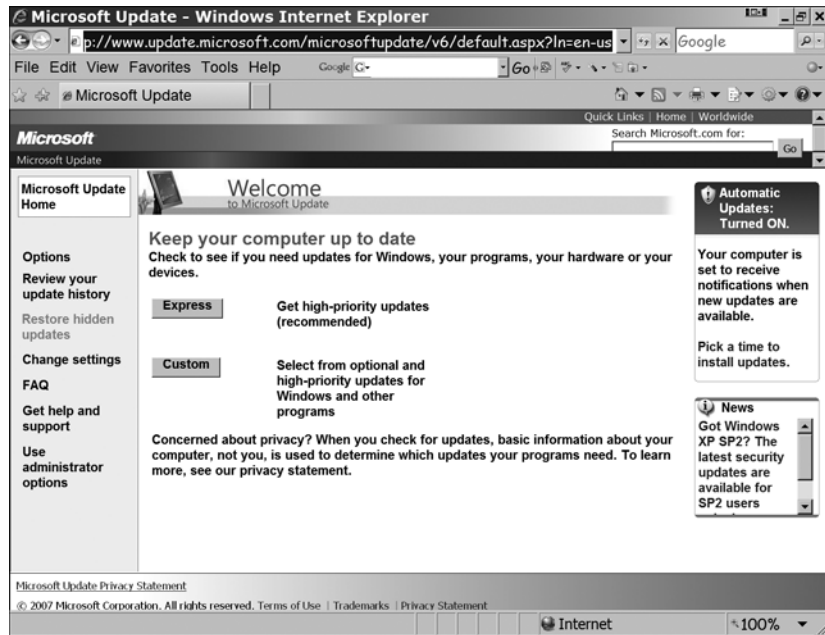 Microsoft Update - Windows Internet Explorer
p://www.update.microsoft.com/microsoftupdate/v6/default.aspx?ln=en-us
Google
File Edit View Favorites Tools Help
Google G
Go
Microsoft Update
Quick Links | Home | Worldwide
Microsoft
Search Microsoft.com for:
Go
Microsoft Update
Microsoft Update
Home
Options
Review your
update history
Restore hidden
updates
Change settings
FAQ
Get help and
support
Use
administrator
options
Welcome
to Microsoft Update
Keep your computer up to date
Check to see if you need updates for Windows, your programs, your hardware or your
devices.
Express
Get high-priority updates
(recommended)
Custom
Select from optional and
high-priority updates for
Windows and other
programs
Concerned about privacy? When you check for updates, basic information about your
computer, not you, is used to determine which updates your programs need. To learn
more, see our privacy statement.
Automatic
Updates:
Turned ON.
Your computer is
set to receive
notifications when
new updates are
available.
Pick a time to
install updates.
News
Got Windows
XP SP2? The
latest security
updates are
available for
SP2 users
Microsoft Update Privacy Statement
© 2007 Microsoft Corporation. All rights reserved. Terms of Use | Trademarks | Privacy Statement
Internet
100%